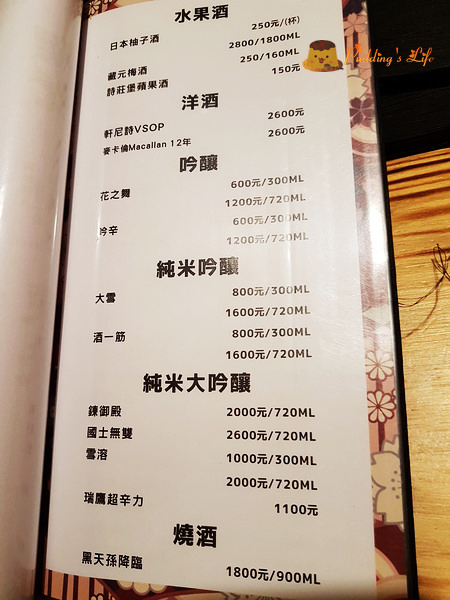 水果酒
日本柚子酒 250元/(杯)
2800/1800ML
藏元梅酒 250/160ML
詩莊堡蘋果酒 150元
洋酒
軒尼詩VSOP 2600元
麥卡倫Macallan 12年 2600元
吟釀
花之舞 600元/300ML
1200元/720ML
吟辛 600元/300ML
1200元/720ML
純米吟釀
大雪 800元/300ML
1600元/720ML
酒一筋 800元/300ML
1600元/720ML
純米大吟釀
鍊御殿 2000元/720ML
國士無雙 2600元/720ML
雪溶 1000元/300ML
2000元/720ML
瑞鷹超辛力 1100元
燒酒
黑天孫降臨 1800元/900ML
Pudding's Life